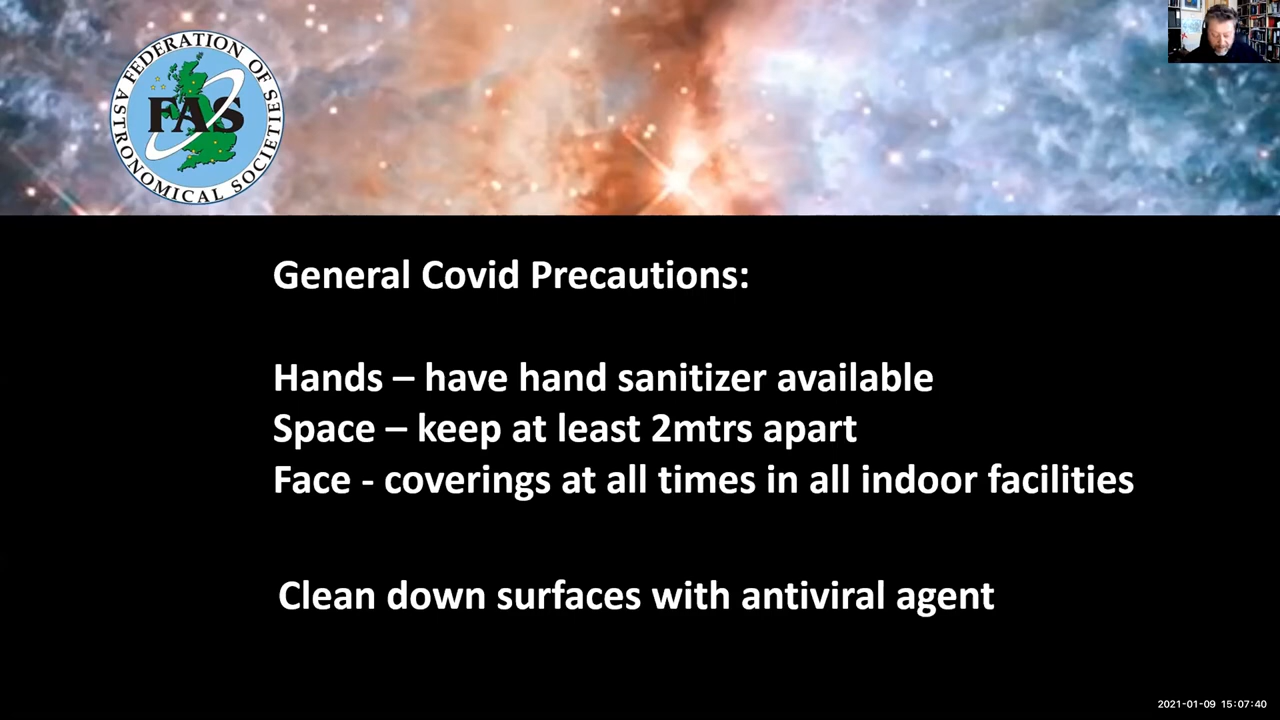 FEDERATION OF ASTRONOMICAL SOCIETIES
FAS
General Covid Precautions:
Hands – have hand sanitizer available
Space – keep at least 2mtrs apart
Face - coverings at all times in all indoor facilities
Clean down surfaces with antiviral agent
2021-01-09 15:07:40